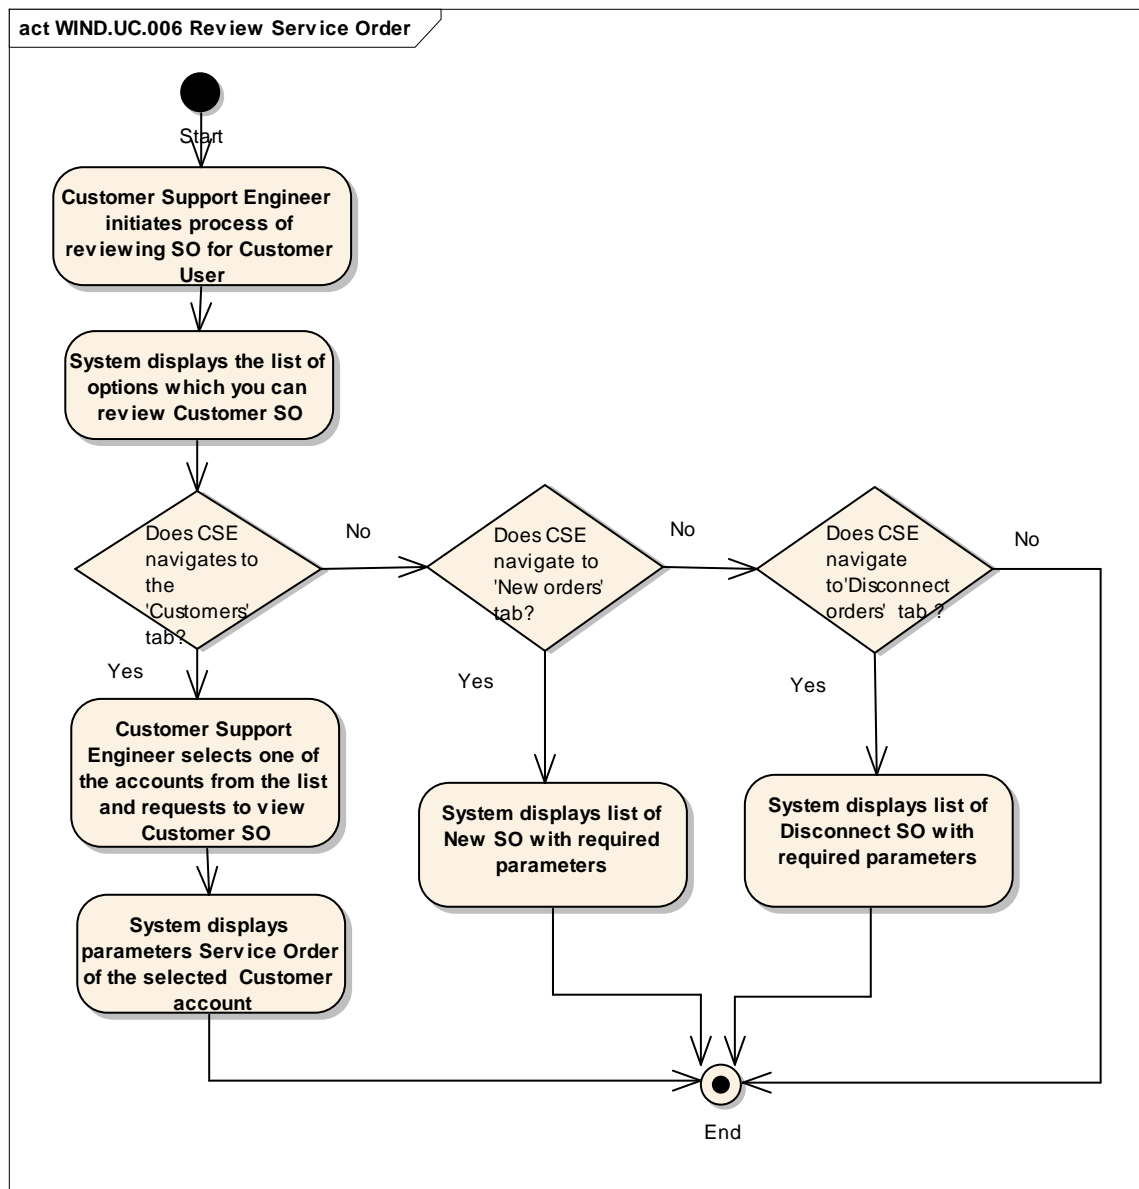 act WIND.UC.006 Review Service Order
Start
Customer Support Engineer
initiates process of
reviewing SO for Customer
User
System displays the list of
options which you can
review Customer SO
Does CSE
navigates to
the
'Customers'
tab?
No
Does CSE
navigate to
'New orders'
tab?
No
Does CSE
navigate
to'Disconnect
orders' tab ?
No
Yes
Yes
Yes
Customer Support
Engineer selects one of
the accounts from the list
and requests to view
Customer SO
System displays list of
New SO with required
parameters
System displays list of
Disconnect SO with
required parameters
System displays
parameters Service Order
of the selected Customer
account
End